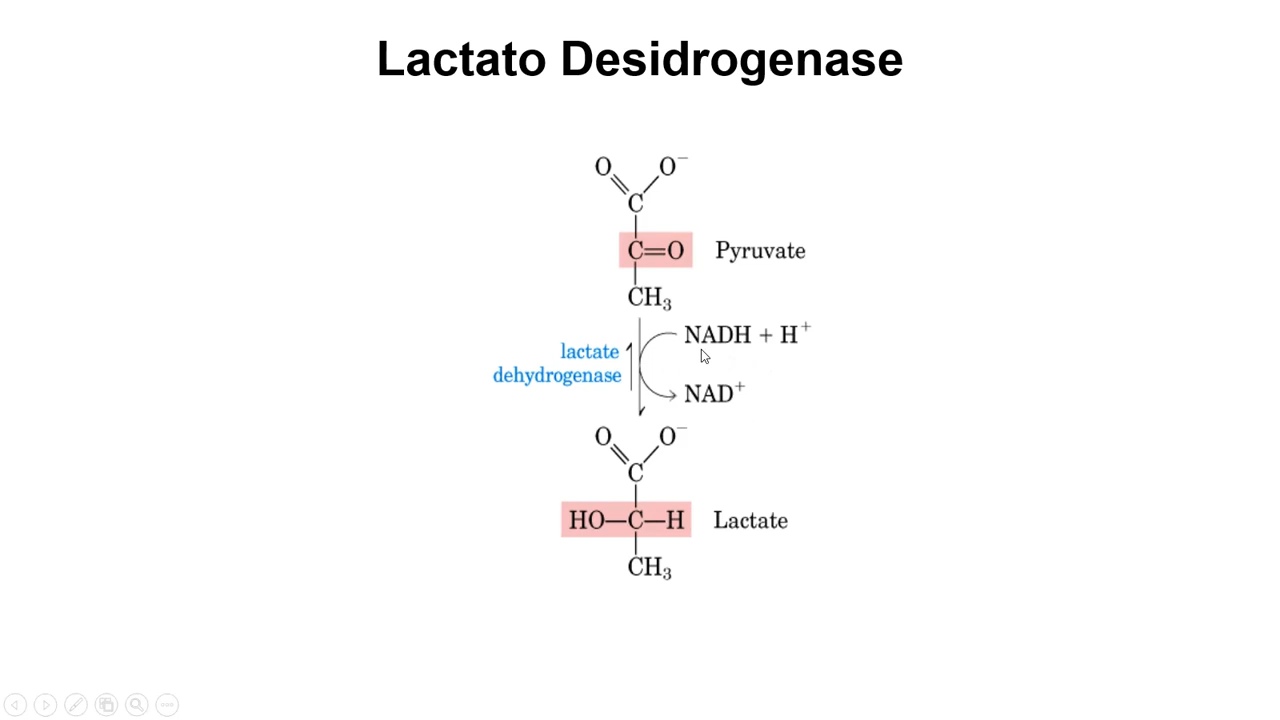 Lactato Desidrogenase
O O⁻
C
C=O Pyruvate
CH₃
NADH + H⁺
lactate
dehydrogenase
NAD⁺
O O⁻
C
HO—C—H Lactate
CH₃